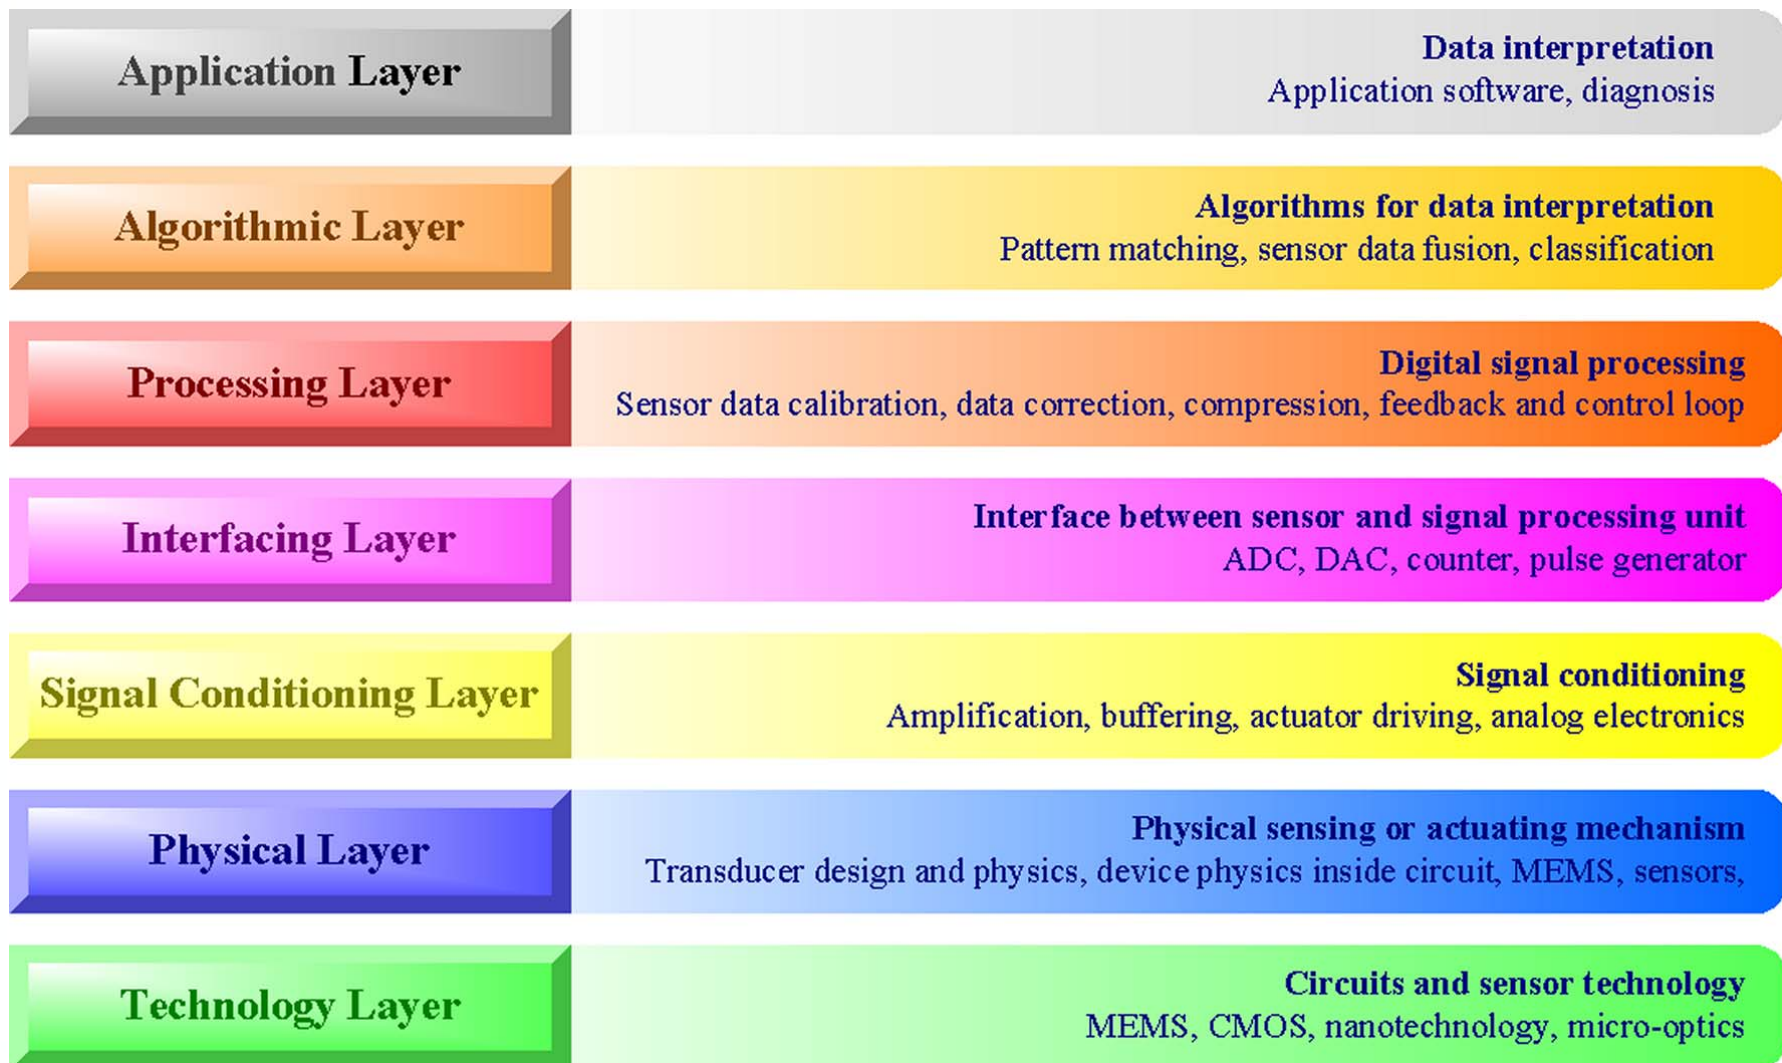 Application Layer
Data interpretation
Application software, diagnosis
Algorithmic Layer
Algorithms for data interpretation
Pattern matching, sensor data fusion, classification
Processing Layer
Digital signal processing
Sensor data calibration, data correction, compression, feedback and control loop
Interfacing Layer
Interface between sensor and signal processing unit
ADC, DAC, counter, pulse generator
Signal Conditioning Layer
Signal conditioning
Amplification, buffering, actuator driving, analog electronics
Physical Layer
Physical sensing or actuating mechanism
Transducer design and physics, device physics inside circuit, MEMS, sensors,
Technology Layer
Circuits and sensor technology
MEMS, CMOS, nanotechnology, micro-optics